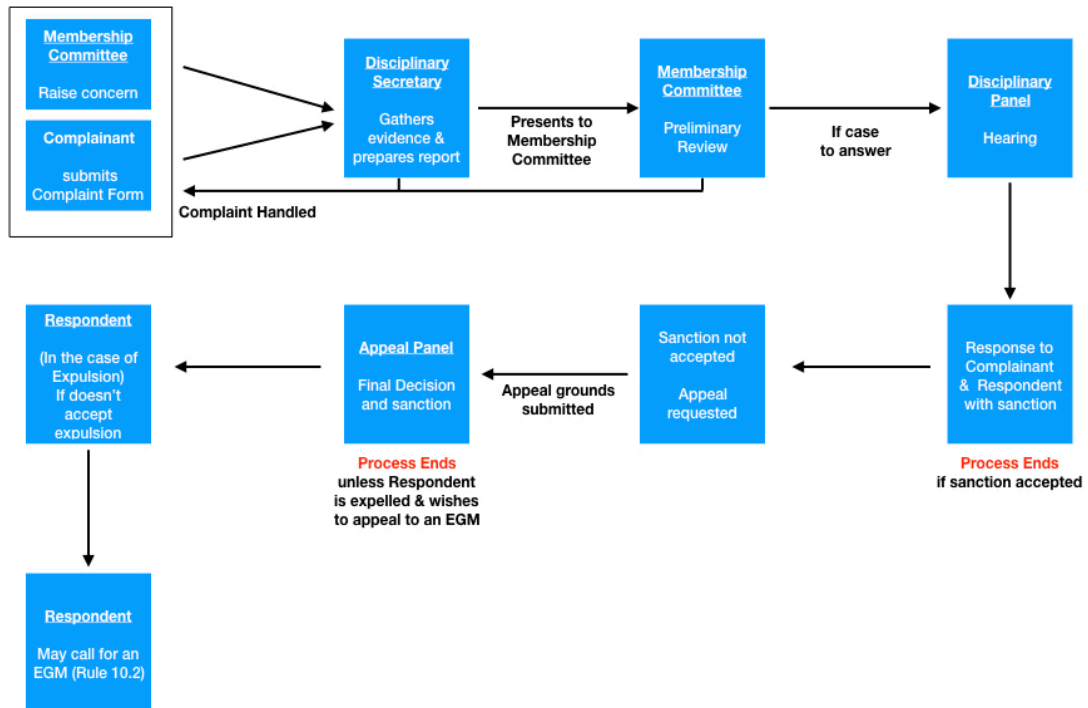 Membership
Committee
Raise concern
Complainant
submits
Complaint Form
Disciplinary
Secretary
Gathers
evidence &
prepares report
Presents to
Membership
Committee
Membership
Committee
Preliminary
Review
If case
to answer
Disciplinary
Panel
Hearing
Complaint Handled
Respondent
(In the case of
Expulsion)
If doesn't
accept
expulsion
Appeal Panel
Final Decision
and sanction
Appeal grounds
submitted
Sanction not
accepted
Appeal
requested
Response to
Complainant
& Respondent
with sanction
Process Ends
unless Respondent
is expelled & wishes
to appeal to an EGM
Process Ends
if sanction accepted
Respondent
May call for an
EGM (Rule 10.2)